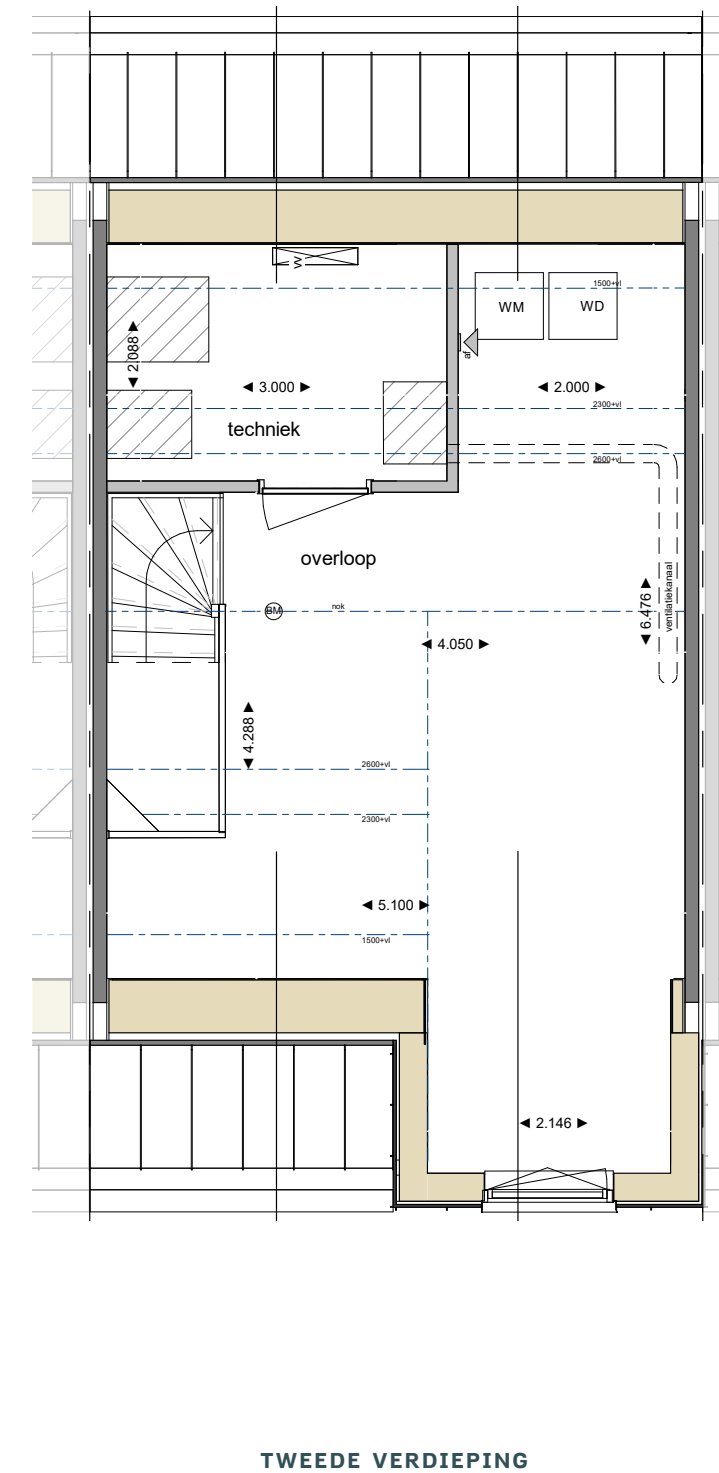 VV
1500+vl
WM
WD
af
2.088
3.000
2.000
2300+vl
techniek
2600+vl
overloop
ventilatiekanaal
6.476
BM
nok
4.050
4.288
2600+vl
2300+vl
5.100
1500+vl
2.146
TWEEDE VERDIEPING